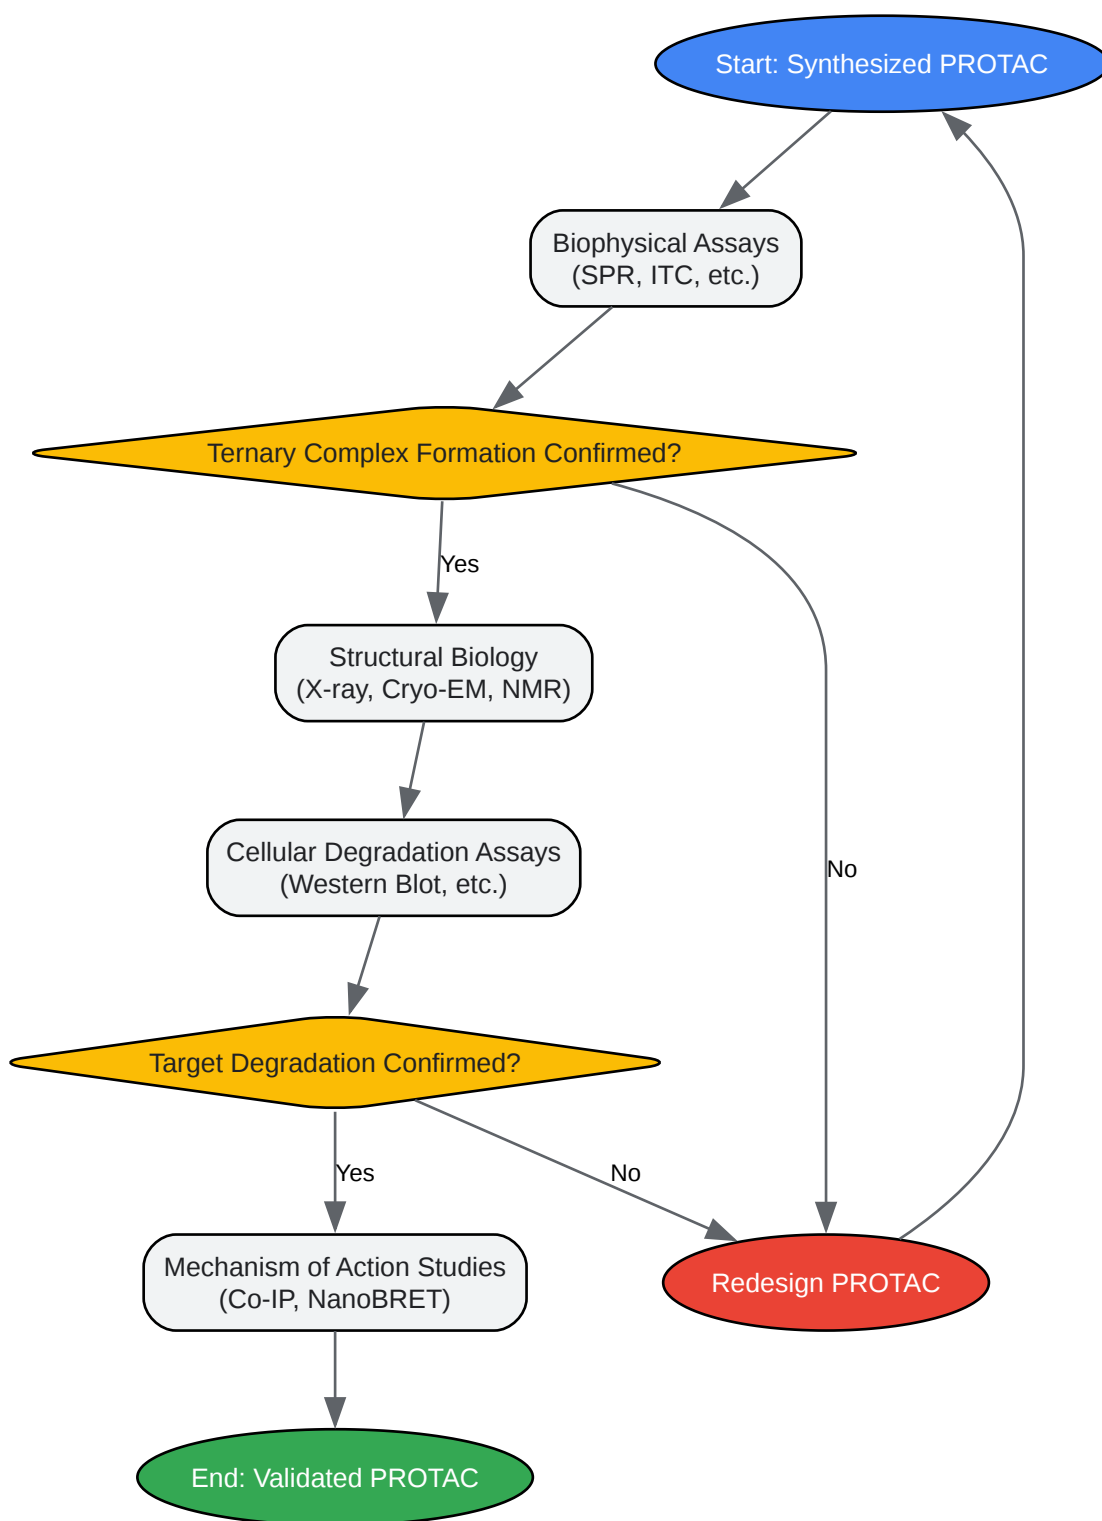 Start: Synthesized PROTAC
Biophysical Assays
(SPR, ITC, etc.)
Ternary Complex Formation Confirmed?
Yes
Structural Biology
(X-ray, Cryo-EM, NMR)
Cellular Degradation Assays
(Western Blot, etc.)
No
Target Degradation Confirmed?
Yes
No
Mechanism of Action Studies
(Co-IP, NanoBRET)
Redesign PROTAC
End: Validated PROTAC